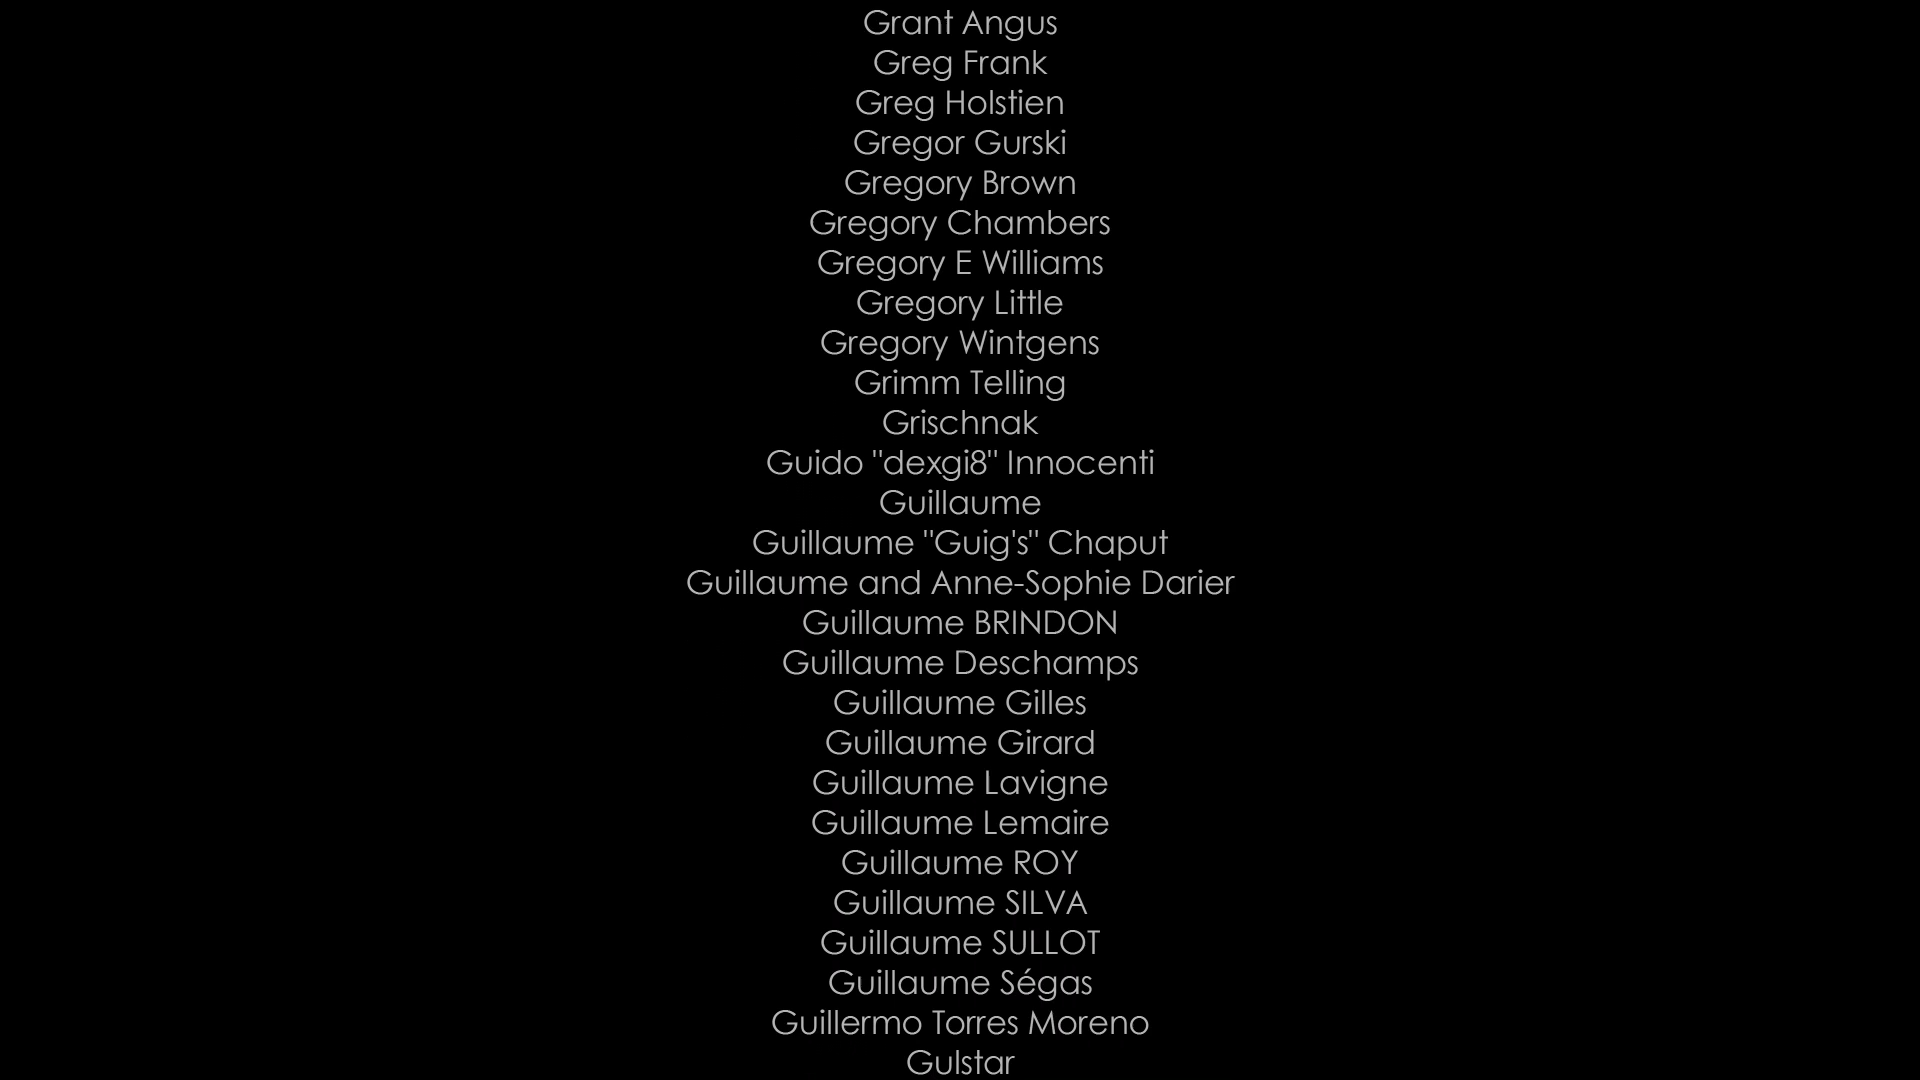 Grant Angus
Greg Frank
Greg Holstien
Gregor Gurski
Gregory Brown
Gregory Chambers
Gregory E Williams
Gregory Little
Gregory Wintgens
Grimm Telling
Grischnak
Guido "dexgi8" Innocenti
Guillaume
Guillaume "Guig's" Chaput
Guillaume and Anne-Sophie Darier
Guillaume BRINDON
Guillaume Deschamps
Guillaume Gilles
Guillaume Girard
Guillaume Lavigne
Guillaume Lemaire
Guillaume ROY
Guillaume SILVA
Guillaume SULLOT
Guillaume Ségas
Guillermo Torres Moreno
Gulstar